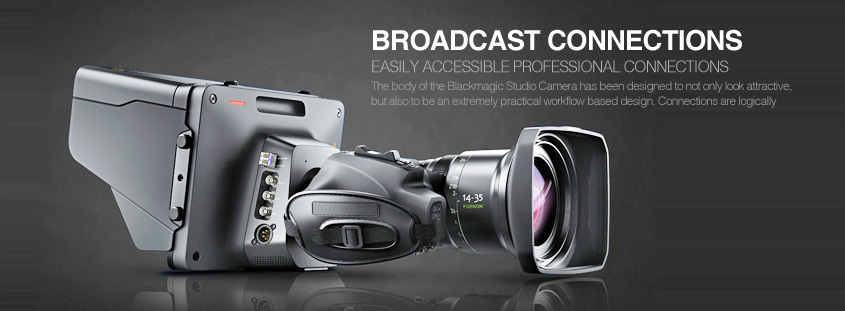 BROADCAST CONNECTIONS
EASILY ACCESSIBLE PROFESSIONAL CONNECTIONS
The body of the Blackmagic Studio Camera has been designed to not only look attractive,
but also to be an extremely practical workflow based design. Connections are logically
14-35
FUJINON